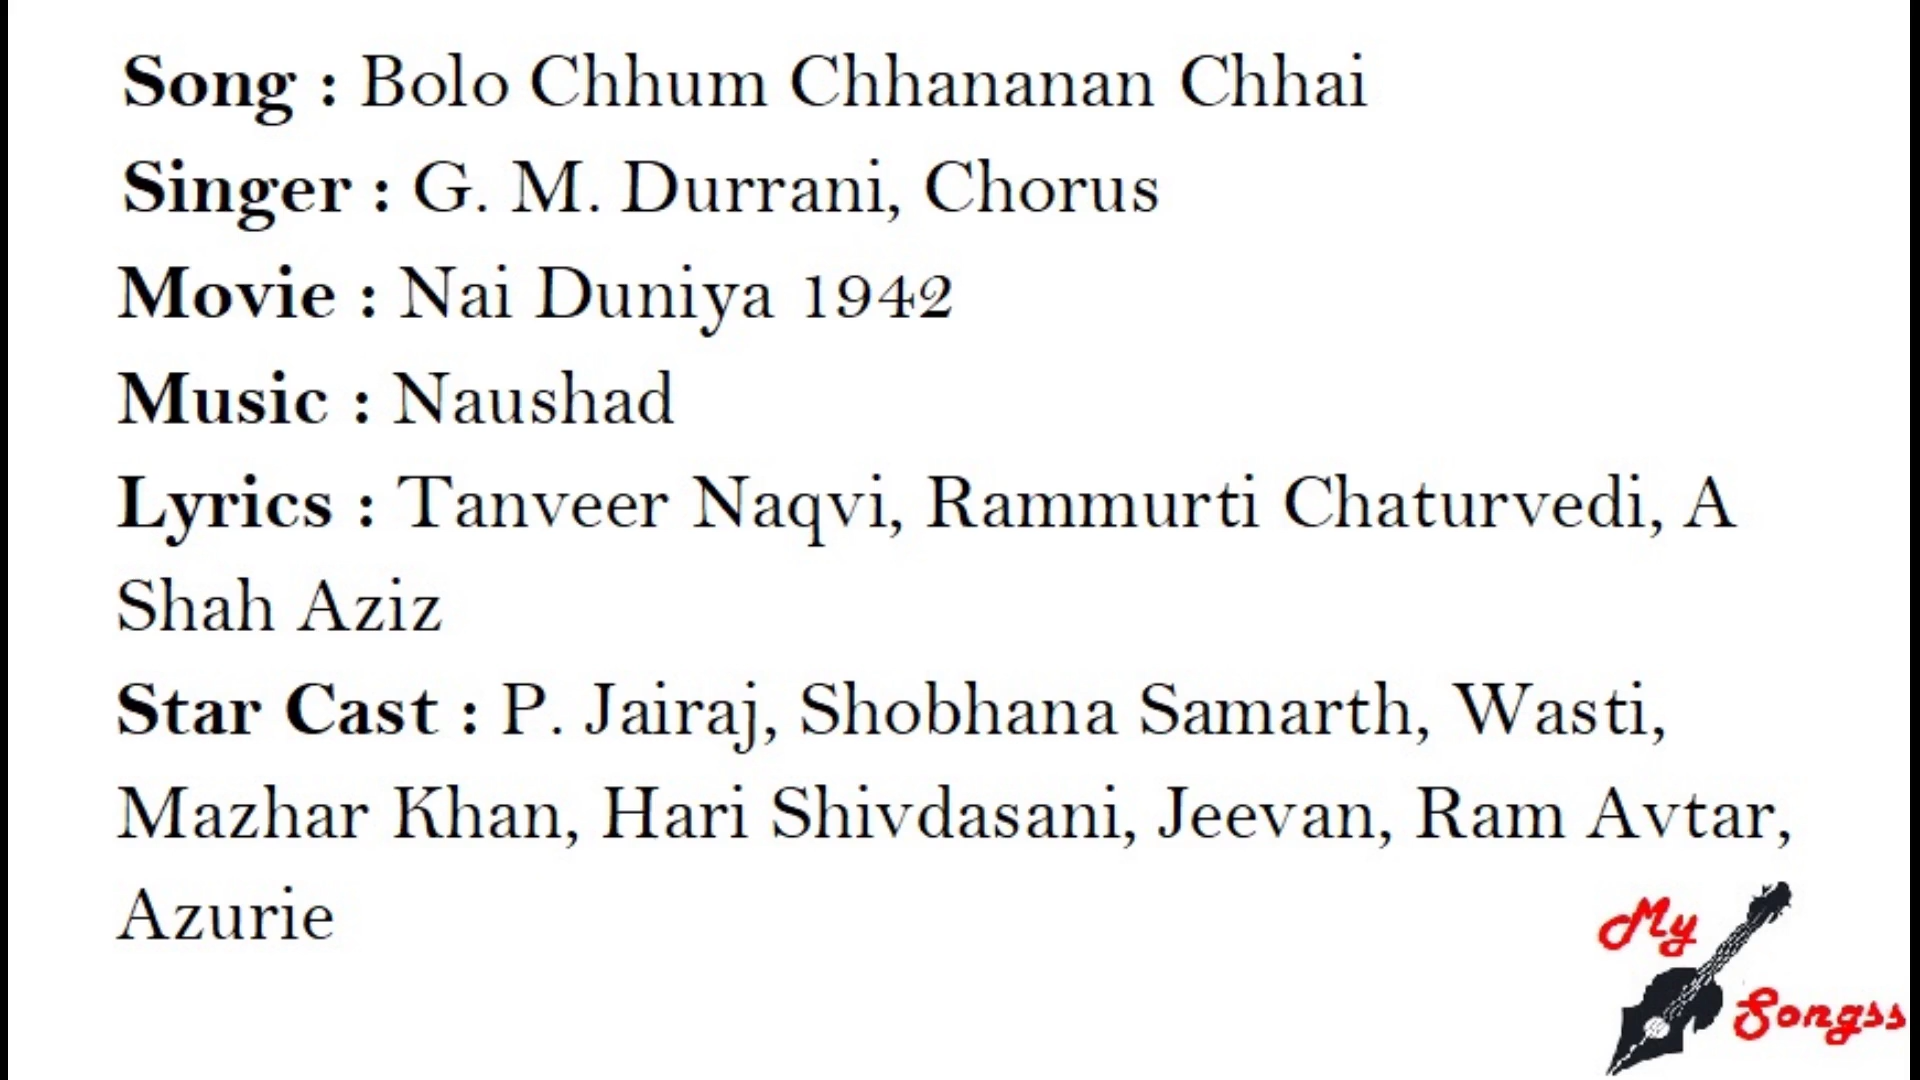 Song : Bolo Chhum Chhananan Chhai
Singer : G. M. Durrani, Chorus
Movie : Nai Duniya 1942
Music : Naushad
Lyrics : Tanveer Naqvi, Rammurti Chaturvedi, A
Shah Aziz
Star Cast : P. Jairaj, Shobhana Samarth, Wasti,
Mazhar Khan, Hari Shivdasani, Jeevan, Ram Avtar,
Azurie
My
Songss